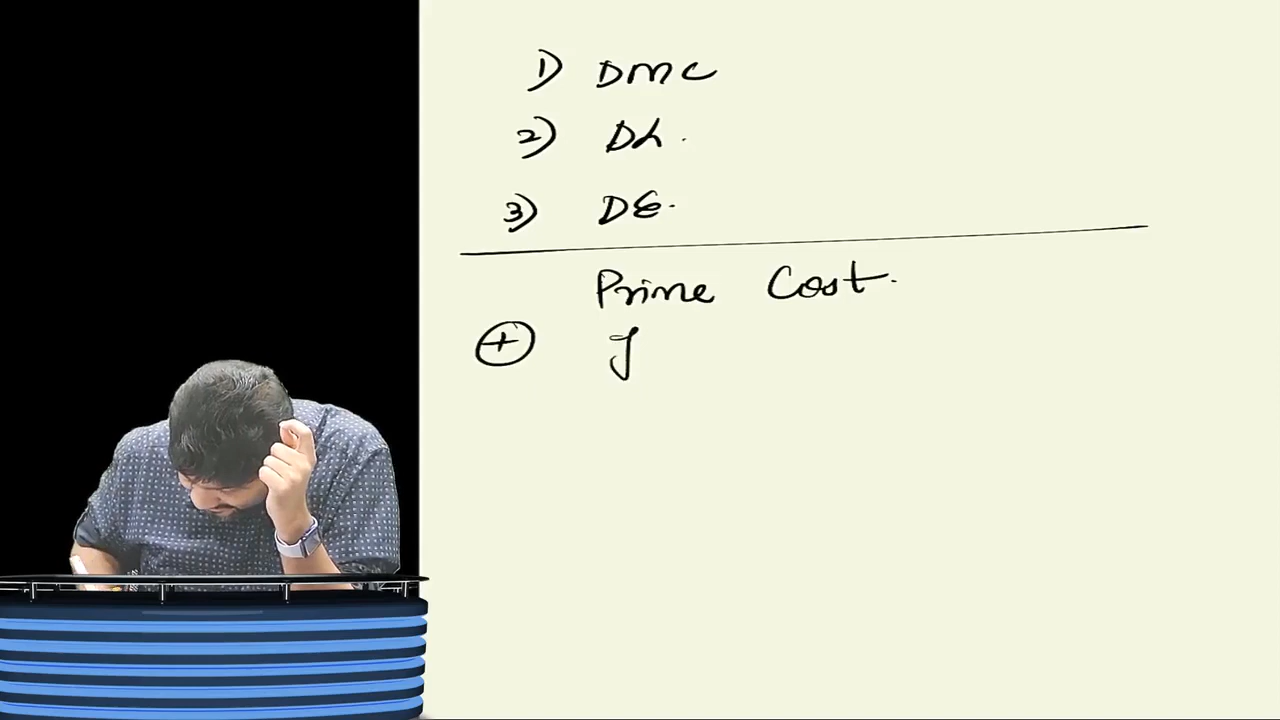 1) DMC
2) DL.
3) DE.
Prime Cost.
+